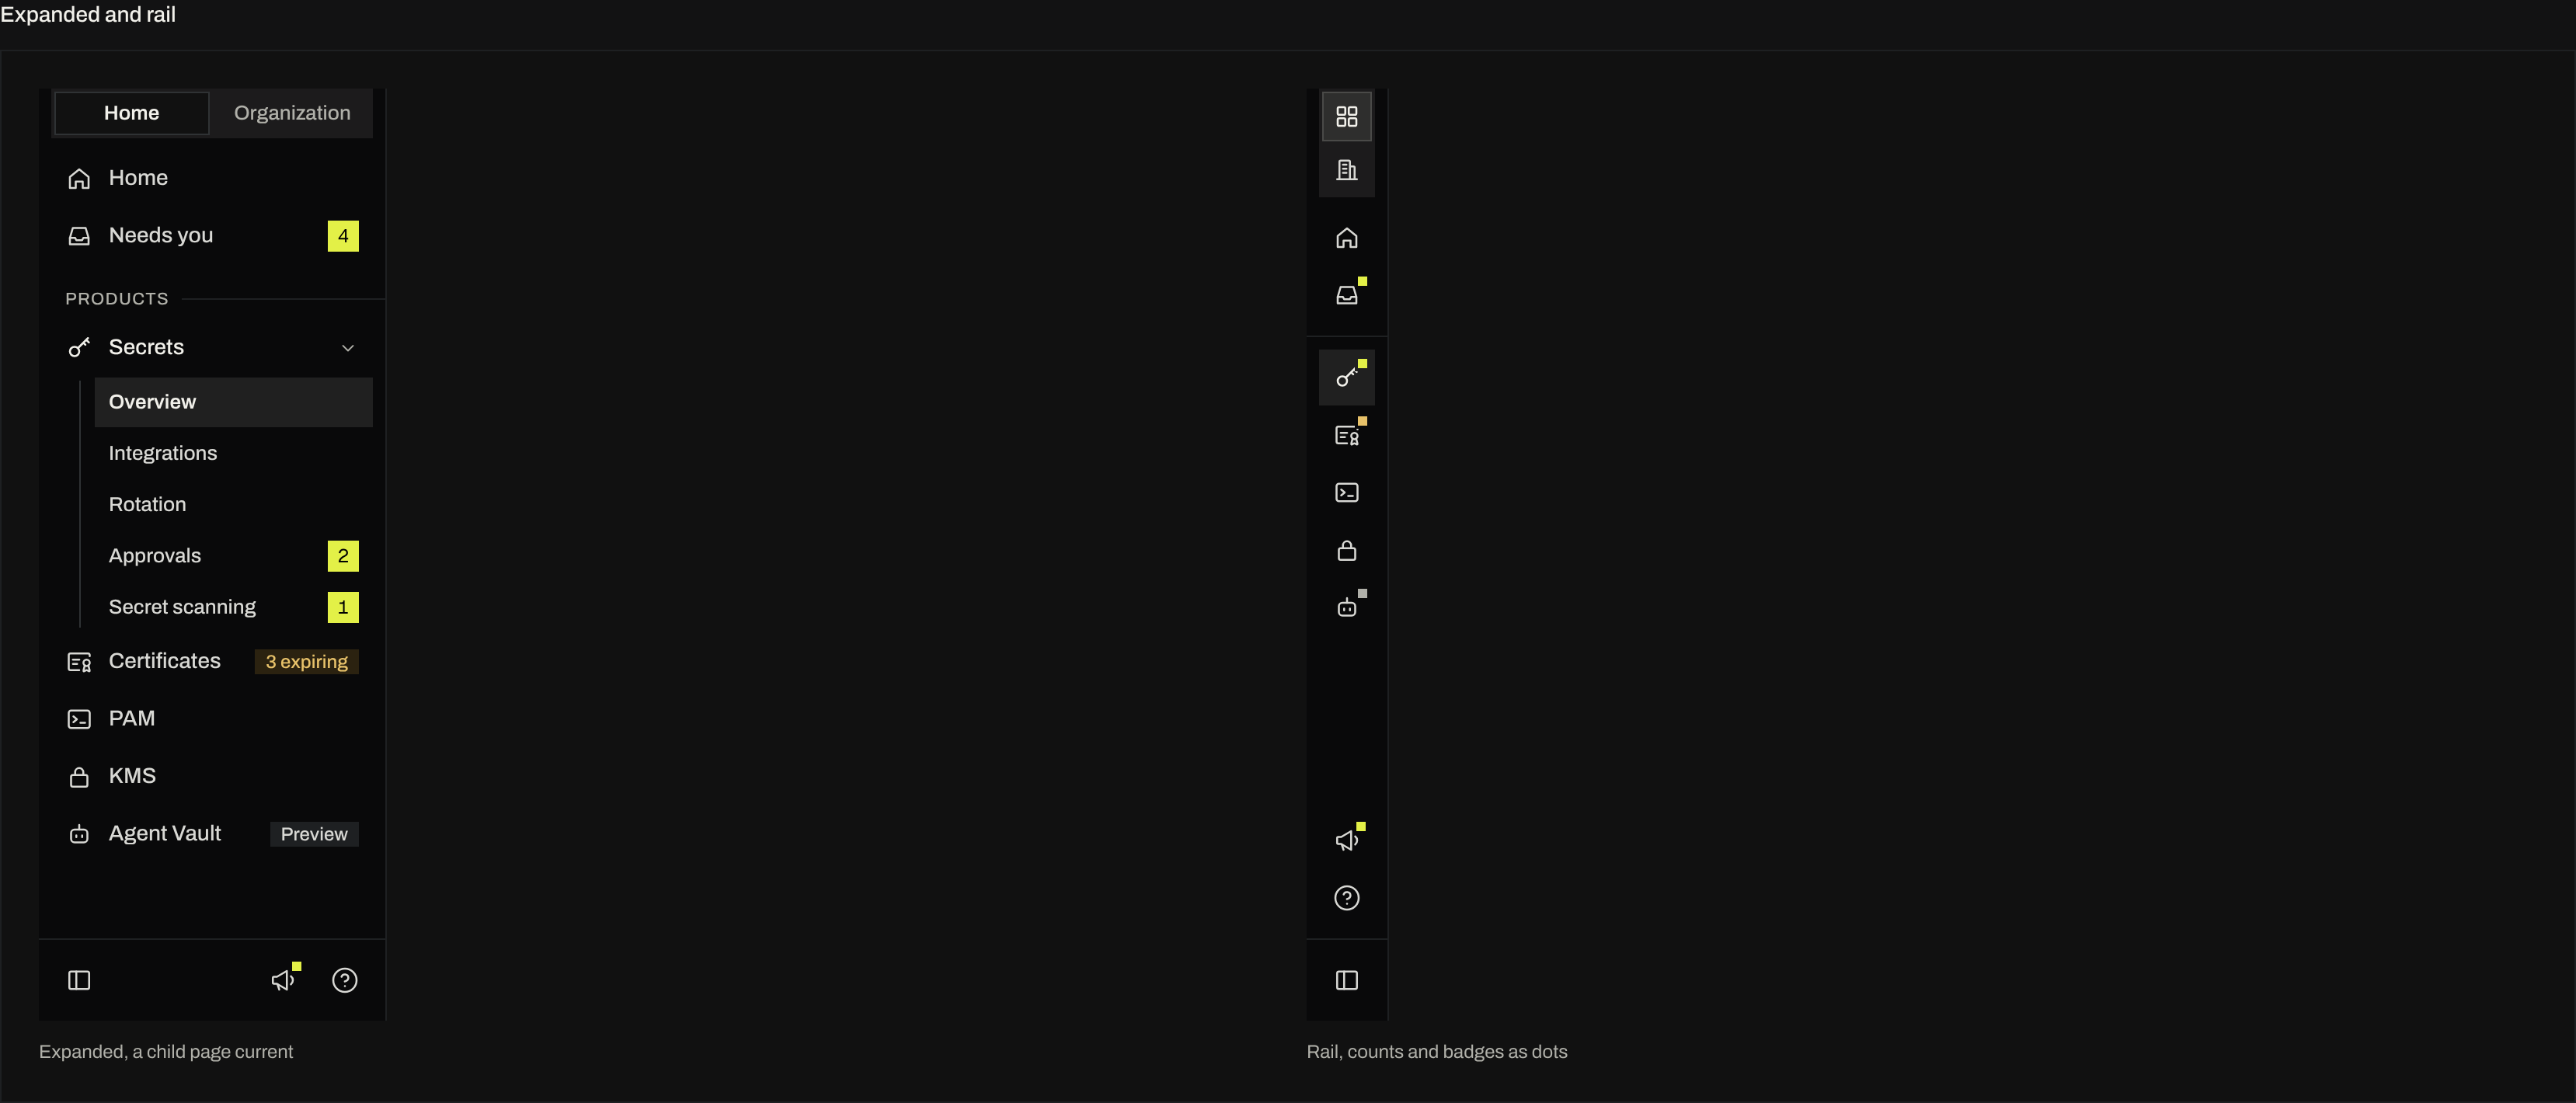 Expanded and rail
Home Organization
Home
Needs you 4
PRODUCTS
Secrets
Overview
Integrations
Rotation
Approvals 2
Secret scanning 1
Certificates 3 expiring
PAM
KMS
Agent Vault Preview
Expanded, a child page current
Rail, counts and badges as dots